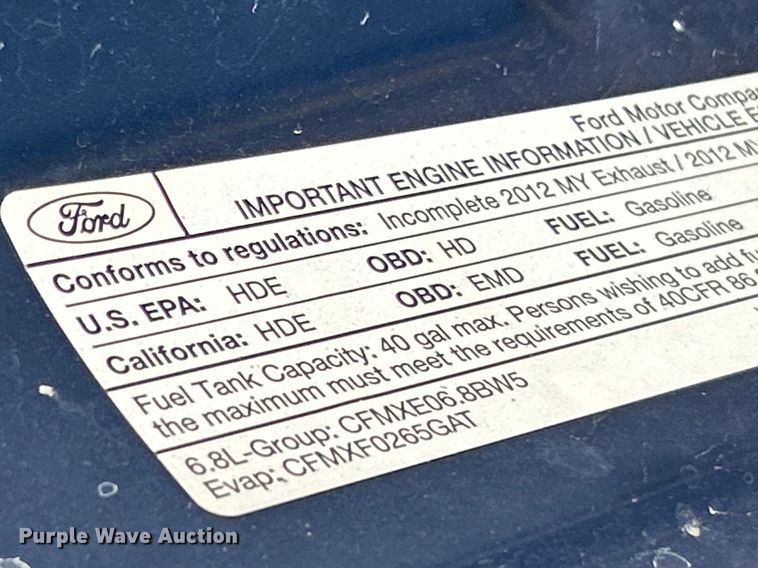 Ford Motor Compa
Ford
IMPORTANT ENGINE INFORMATION / VEHICLE E
Conforms to regulations: Incomplete 2012 MY Exhaust / 2012 MY
U.S. EPA: HDE OBD: HD FUEL: Gasoline
California: HDE OBD: EMD FUEL: Gasoline
Fuel Tank Capacity: 40 gal max. Persons wishing to add fu
the maximum must meet the requirements of 40CFR 86.
6.8L-Group: CFMXE06.8BW5
Evap: CFMXF0265GAT
Purple Wave Auction